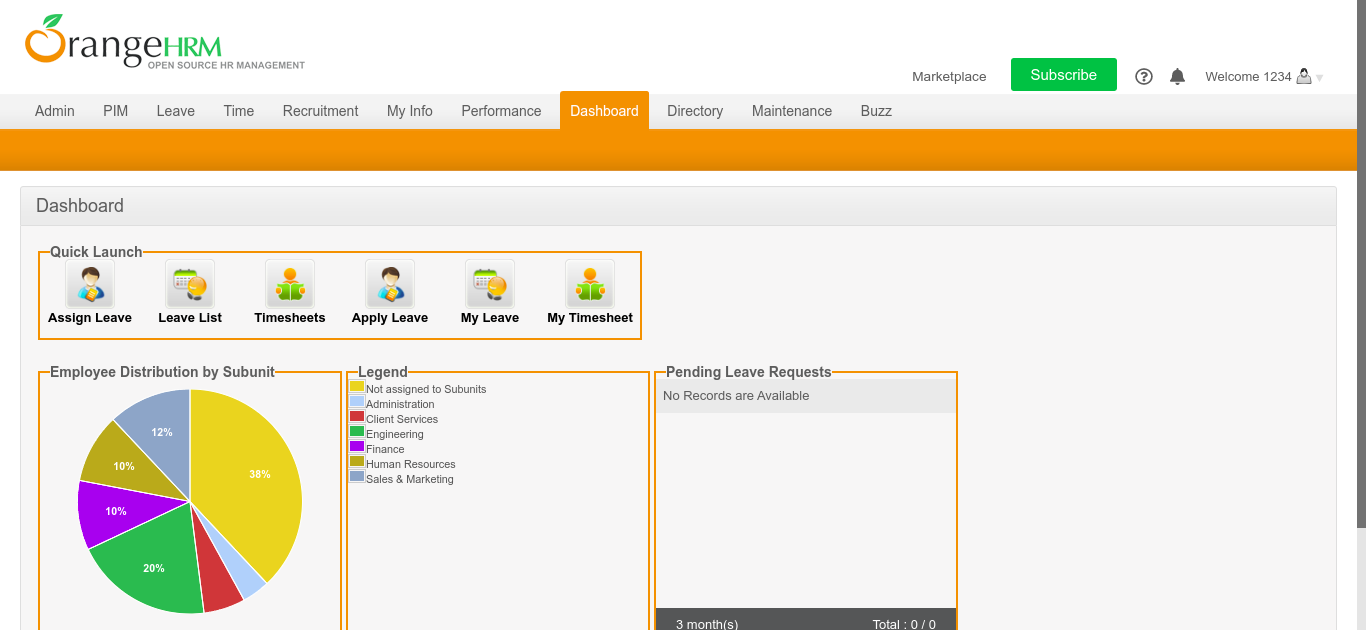 rangeHRM
OPEN SOURCE HR MANAGEMENT
Marketplace
Subscribe
Welcome 1234
Admin PIM Leave Time Recruitment My Info Performance Dashboard Directory Maintenance Buzz
Dashboard
Quick Launch
Assign Leave Leave List Timesheets Apply Leave My Leave My Timesheet
Employee Distribution by Subunit
38%
20%
10%
10%
12%
Legend
Not assigned to Subunits
Administration
Client Services
Engineering
Finance
Human Resources
Sales & Marketing
Pending Leave Requests
No Records are Available
3 month(s) Total : 0 / 0